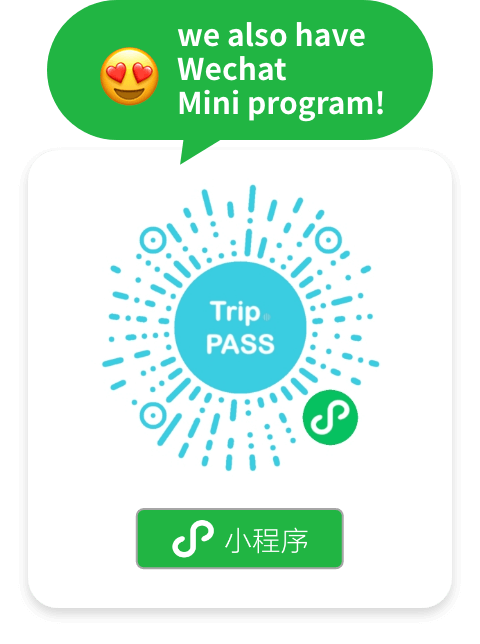 we also have
Wechat
Mini program!
Trip
PASS
小程序